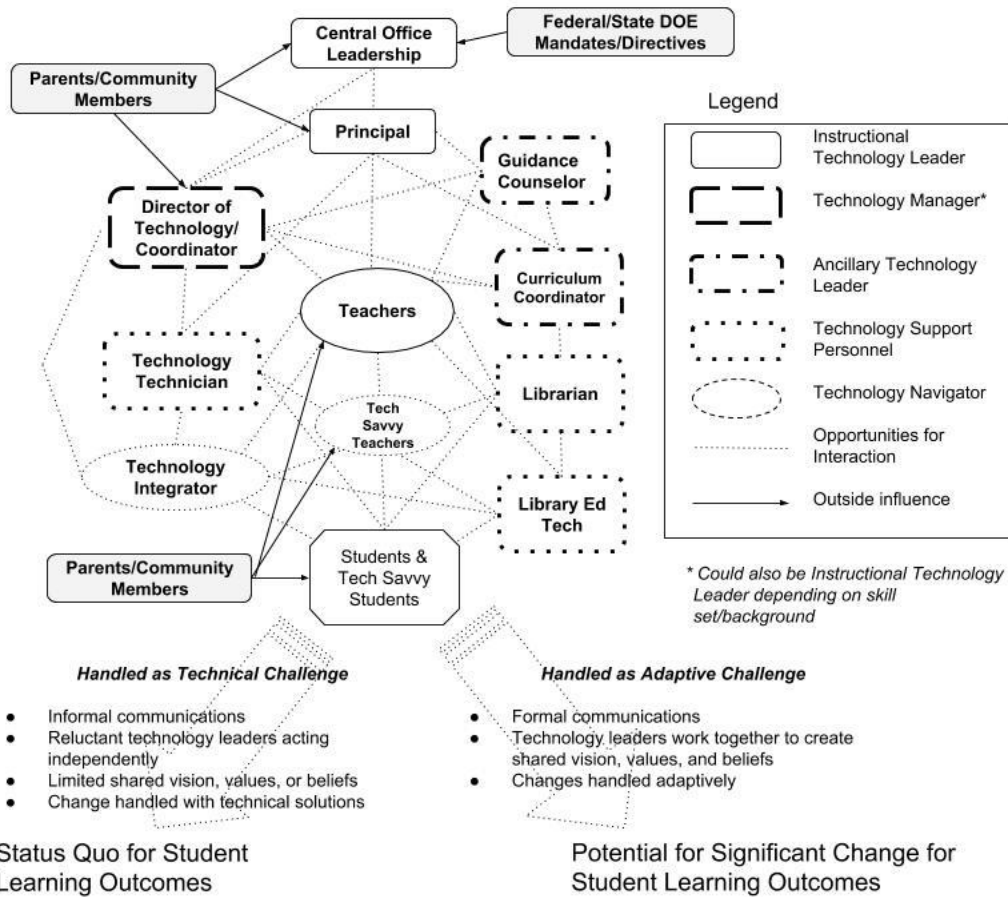 Central Office
Leadership
Federal/State DOE
Mandates/Directives
Parents/Community
Members
Principal
Guidance
Counselor
Director of
Technology/
Coordinator
Curriculum
Coordinator
Teachers
Technology
Technician
Librarian
Tech
Savvy
Teachers
Technology
Integrator
Library Ed
Tech
Parents/Community
Members
Students &
Tech Savvy
Students
Legend
Instructional
Technology Leader
Technology Manager*
Ancillary Technology
Leader
Technology Support
Personnel
Technology Navigator
Opportunities for
Interaction
Outside influence
* Could also be Instructional Technology
Leader depending on skill
set/background
Handled as Technical Challenge
● Informal communications
● Reluctant technology leaders acting
independently
● Limited shared vision, values, or beliefs
● Change handled with technical solutions
Status Quo for Student
Learning Outcomes
Handled as Adaptive Challenge
● Formal communications
● Technology leaders work together to create
shared vision, values, and beliefs
● Changes handled adaptively
Potential for Significant Change for
Student Learning Outcomes